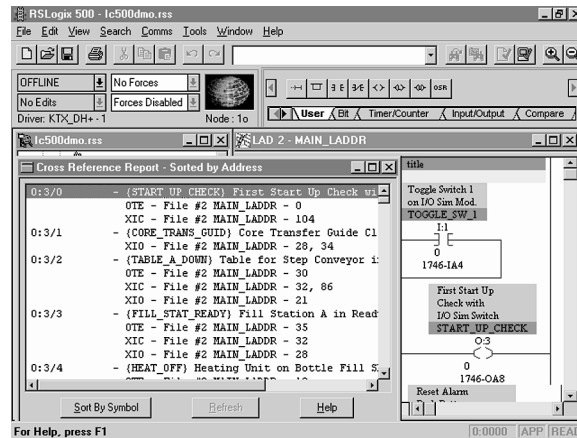 RSLogix 500 - lc500dmo.rss
File Edit View Search Comms Tools Window Help
OFFLINE No Forces
No Edits Forces Disabled
Driver: KTX_DH+ - 1 Node : 1o
OSR
User Bit Timer/Counter Input/Output Compare
lc500dmo.rss
LAD 2 - MAIN_LADDR
Cross Reference Report - Sorted by Address
O:3/0 - {START UP CHECK} First Start Up Check wi
OTE - File #2 MAIN_LADDR - 0
XIC - File #2 MAIN_LADDR - 104
O:3/1 - {CORE_TRANS_GUID} Core Transfer Guide Cl
XIO - File #2 MAIN_LADDR - 28, 34
O:3/2 - {TABLE_A_DOWN} Table for Step Conveyor i
OTE - File #2 MAIN_LADDR - 30
XIC - File #2 MAIN_LADDR - 32, 86
XIO - File #2 MAIN_LADDR - 21
O:3/3 - {FILL_STAT_READY} Fill Station A in Read
OTE - File #2 MAIN_LADDR - 35
XIC - File #2 MAIN_LADDR - 32
XIO - File #2 MAIN_LADDR - 28
O:3/4 - {HEAT_OFF} Heating Unit on Bottle Fill S
Sort By Symbol Refresh Help
title
Toggle Switch 1
on I/O Sim Mod.
TOGGLE_SW_1
I:1
0
1746-IA4
First Start Up
Check with
I/O Sim Switch
START_UP_CHECK
O:3
0
1746-OA8
Reset Alarm
For Help, press F1 0:0000 APP READ